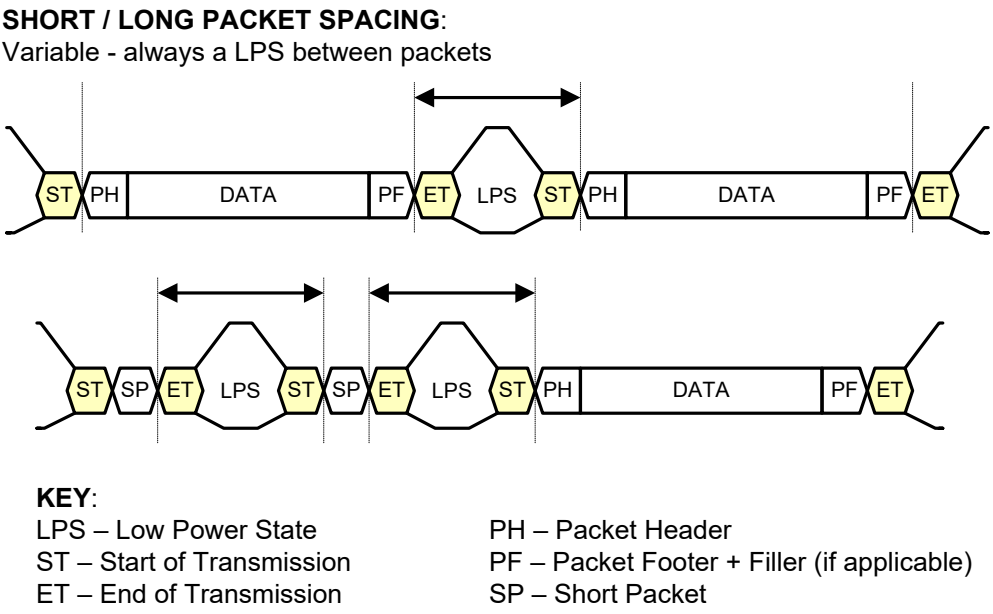 SHORT / LONG PACKET SPACING:
Variable - always a LPS between packets
ST PH DATA PF ET LPS ST PH DATA PF ET
ST SP ET LPS ST SP ET LPS ST PH DATA PF ET
KEY:
LPS – Low Power State PH – Packet Header
ST – Start of Transmission PF – Packet Footer + Filler (if applicable)
ET – End of Transmission SP – Short Packet